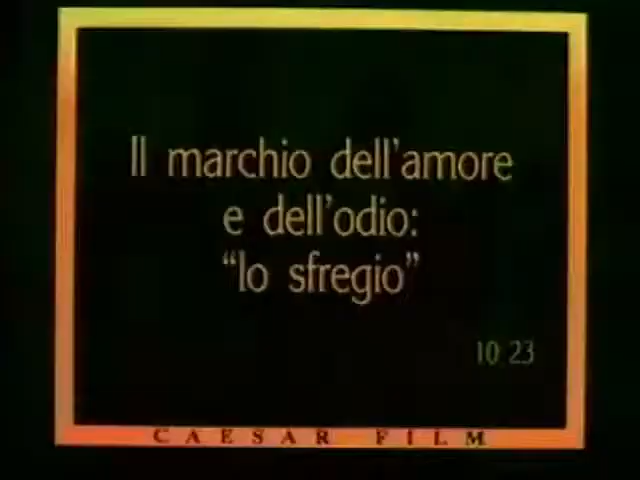 Il marchio dell'amore
e dell'odio:
“lo sfregio”
10 23
CAESAR FILM